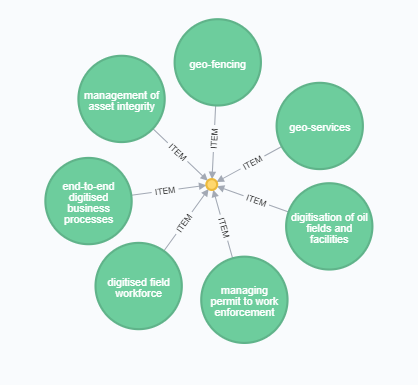 geo-fencing
management of
asset integrity
geo-services
ITEM
ITEM
ITEM
end-to-end
digitised
business
processes
ITEM
ITEM
digitisation of oil
fields and
facilities
ITEM
ITEM
digitised field
workforce
managing
permit to work
enforcement